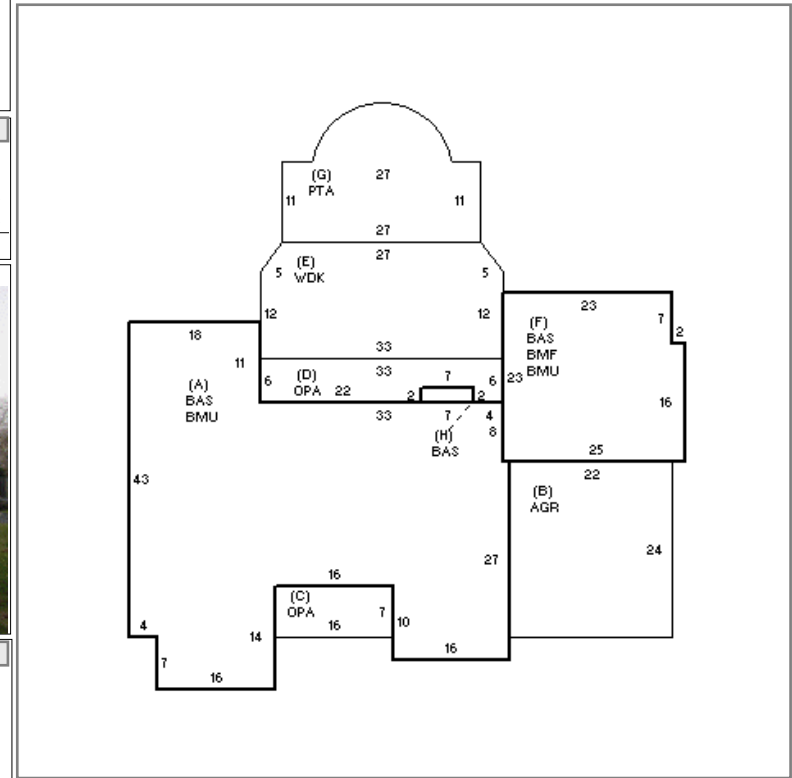 (G)
PTA
27
11
11
27
27
(E)
WDK
5
5
12
12
33
23
7
2
(F)
BAS
BMF
BMU
23
16
25
18
11
(A)
BAS
BMU
6
(D)
OPA
33
22
2
7
2
6
33
7
4
8
(H)
BAS
43
22
(B)
AGR
24
27
16
(C)
OPA
7
16
10
4
14
7
16
16